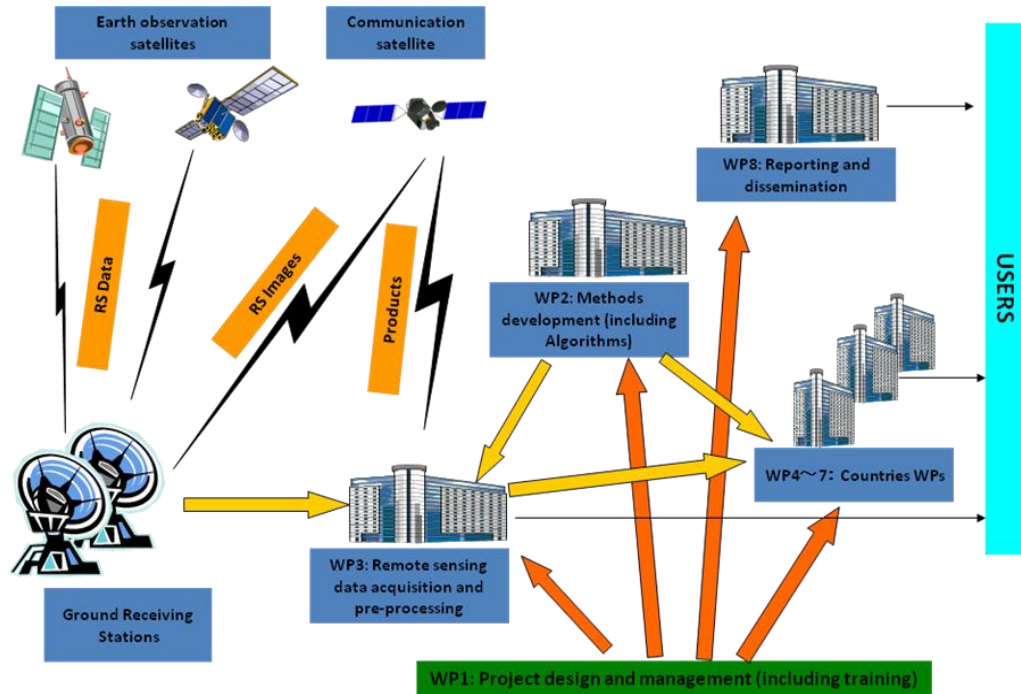 Earth observation
satellites
Communication
satellite
WP8: Reporting and
dissemination
USERS
RS Data
RS Images
Products
WP2: Methods
development (including
Algorithms)
WP4～7: Countries WPs
WP3: Remote sensing
data acquisition and
pre-processing
Ground Receiving
Stations
WP1: Project design and management (including training)